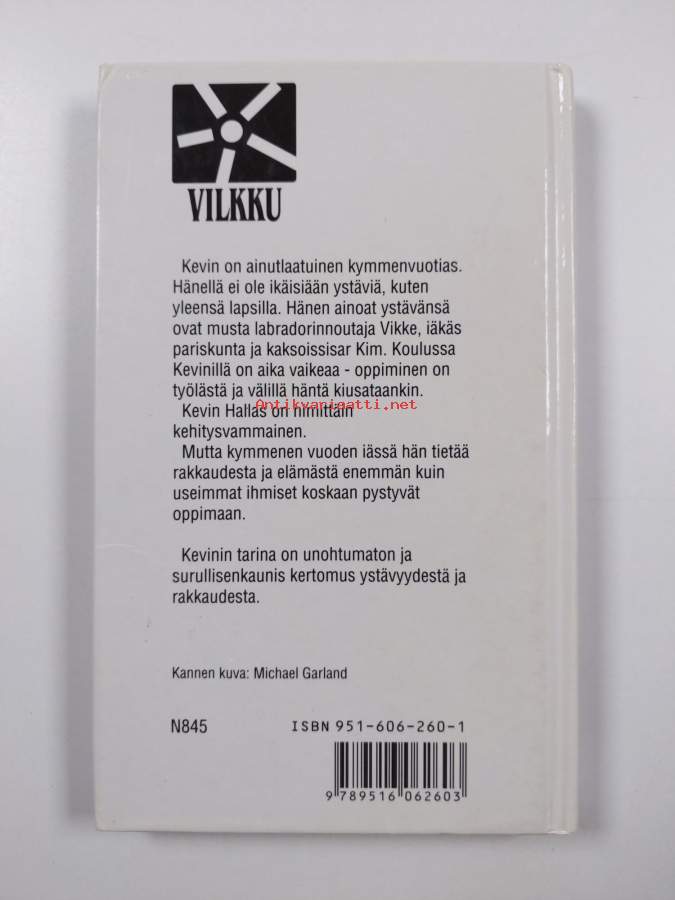 VILKKU
Kevin on ainutlaatuinen kymmenvuotias.
Hänellä ei ole ikäisiään ystäviä, kuten
yleensä lapsilla. Hänen ainoat ystävänsä
ovat musta labradorinnoutaja Vikke, iäkäs
pariskunta ja kaksoissisar Kim. Koulussa
Kevinillä on aika vaikeaa - oppiminen on
työlästä ja välillä häntä kiusataankin.
Antikvariaatti.net
Kevin Hallas on nimittäin
kehitysvammainen.
Mutta kymmenen vuoden iässä hän tietää
rakkaudesta ja elämästä enemmän kuin
useimmat ihmiset koskaan pystyvät
oppimaan.
Kevinin tarina on unohtumaton ja
surullisenkaunis kertomus ystävyydestä ja
rakkaudesta.
Kannen kuva: Michael Garland
N845 ISBN 951-606-260-1
9 789516 062603